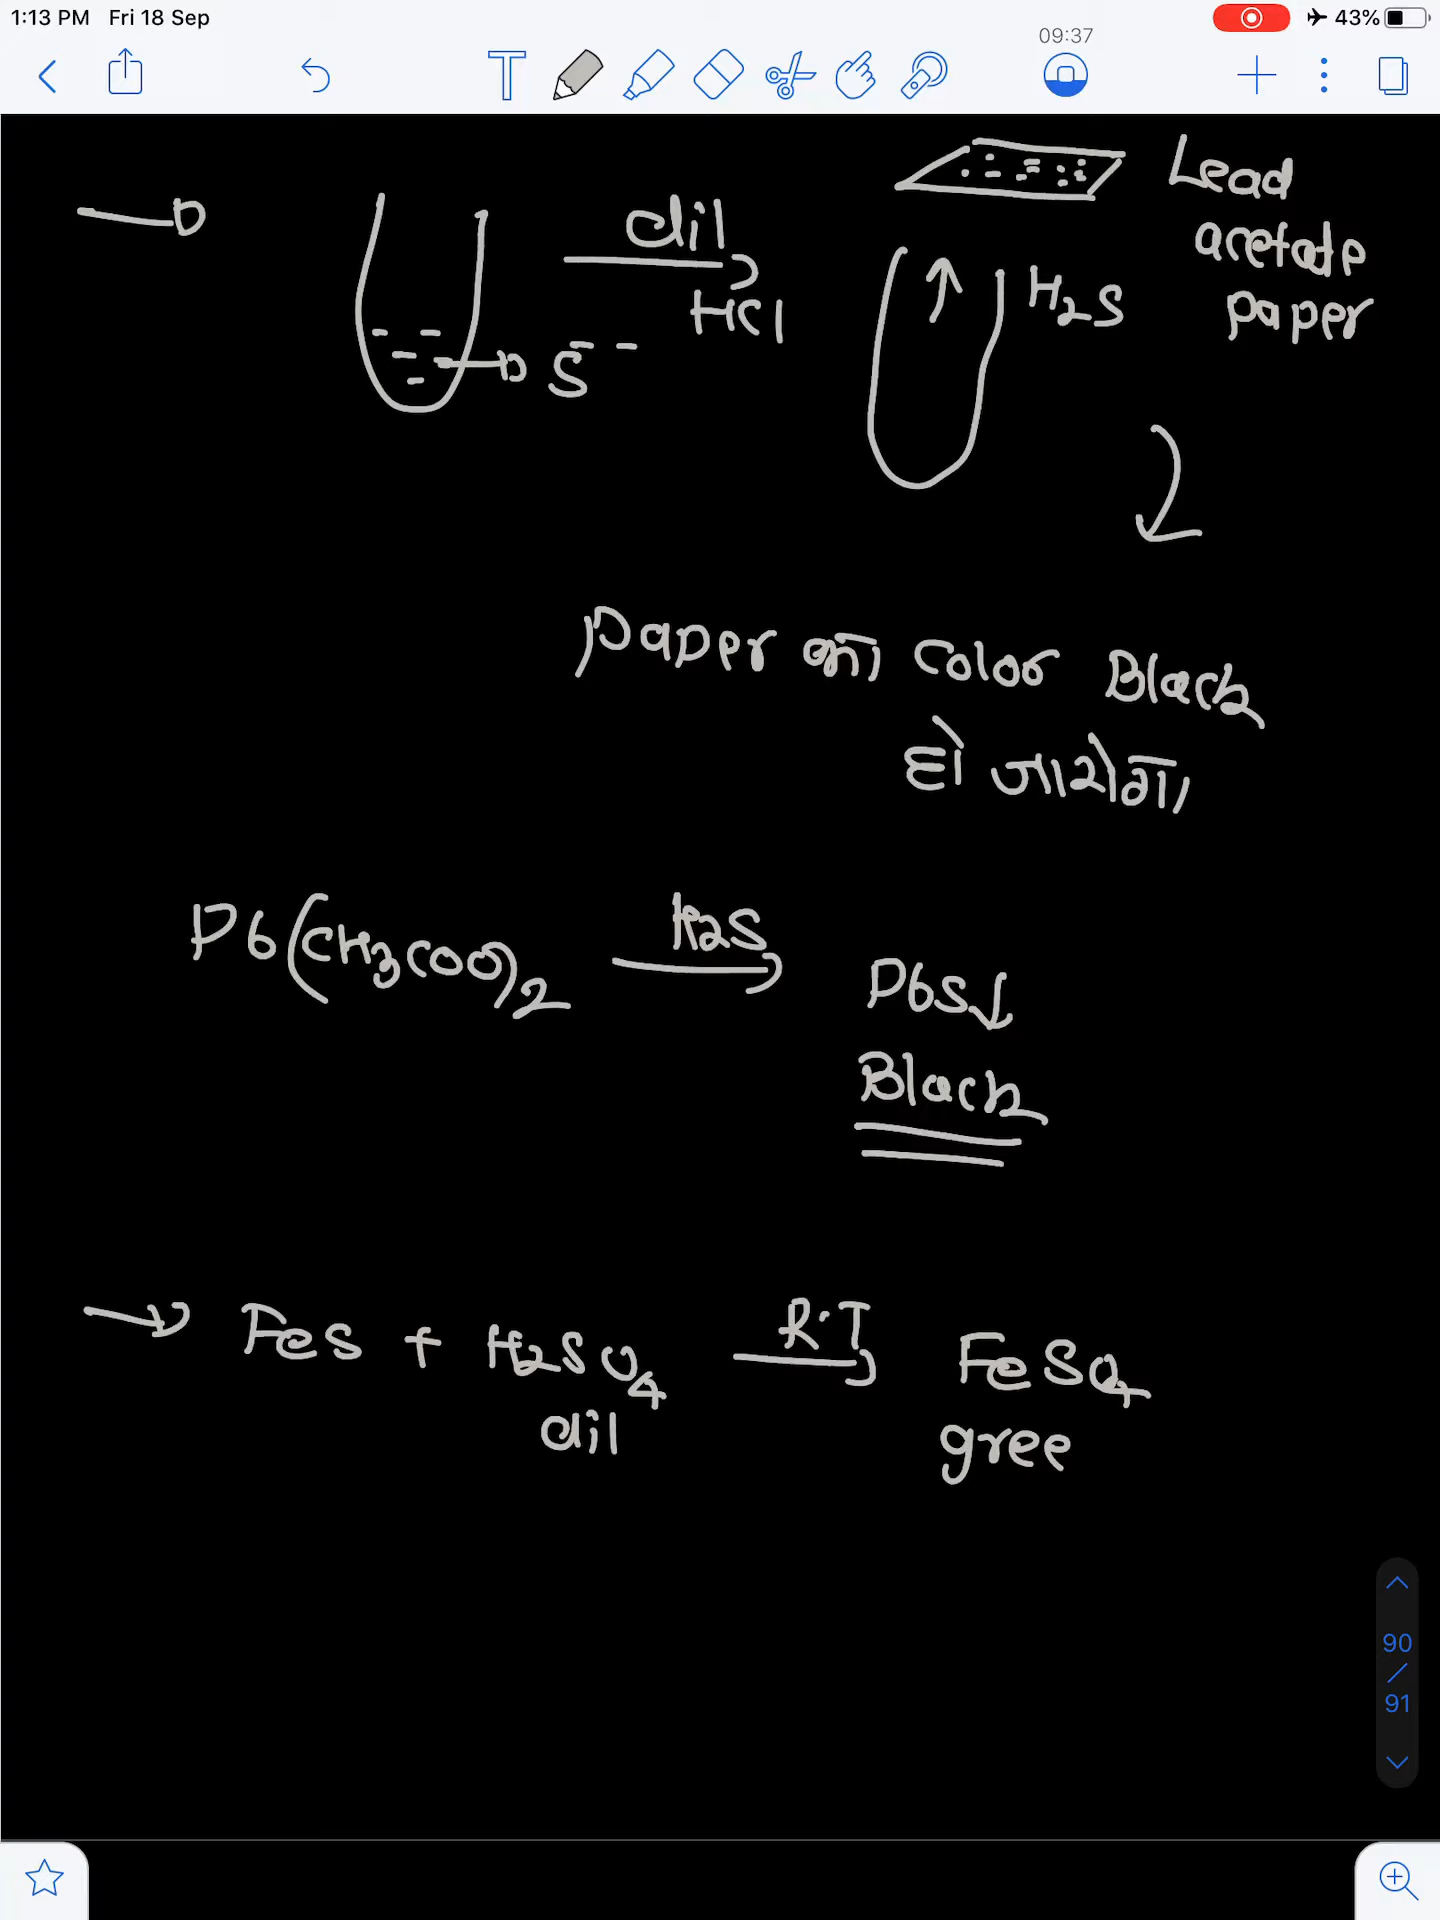 1:13 PM Fri 18 Sep
43%
09:37
T
Lead
acetate
paper
dil
HCl
H2S
S--
paper का color Black
हो जायेगा
Pb(CH3COO)2
H2S
PbS↓
Black
→ FeS + H2SO4
R.T
FeSO4
dil
gree
90
/
91